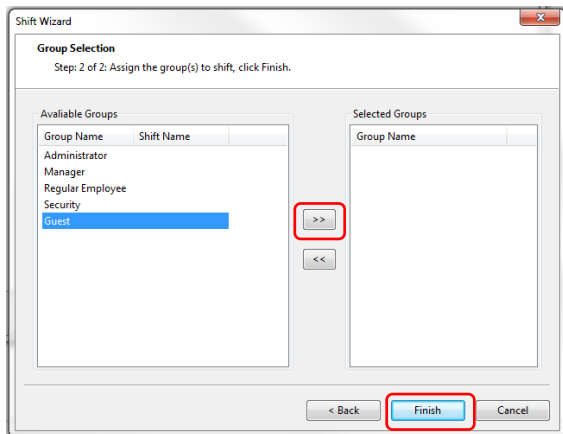 Shift Wizard
Group Selection
Step: 2 of 2: Assign the group(s) to shift, click Finish.
Avaliable Groups
Selected Groups
Group Name Shift Name
Group Name
Administrator
Manager
Regular Employee
Security
Guest
>>
<<
< Back Finish Cancel